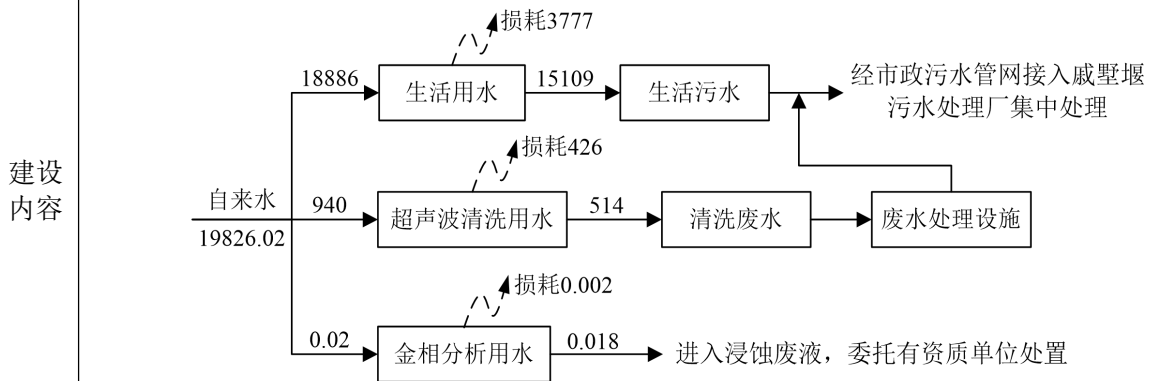 建设
内容
损耗3777
18886
生活用水
15109
生活污水
经市政污水管网接入戚墅堰
污水处理厂集中处理
损耗426
自来水
19826.02
940
超声波清洗用水
514
清洗废水
废水处理设施
损耗0.002
0.02
金相分析用水
0.018
进入浸蚀废液，委托有资质单位处置